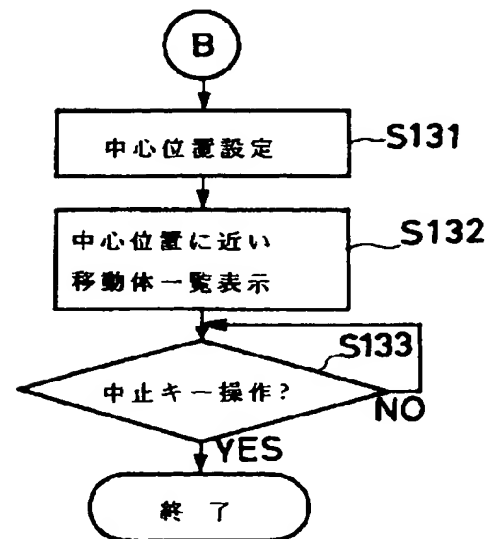 B
中心位置設定
S131
中心位置に近い
移動体一覧表示
S132
S133
中止キー操作?
NO
YES
終了